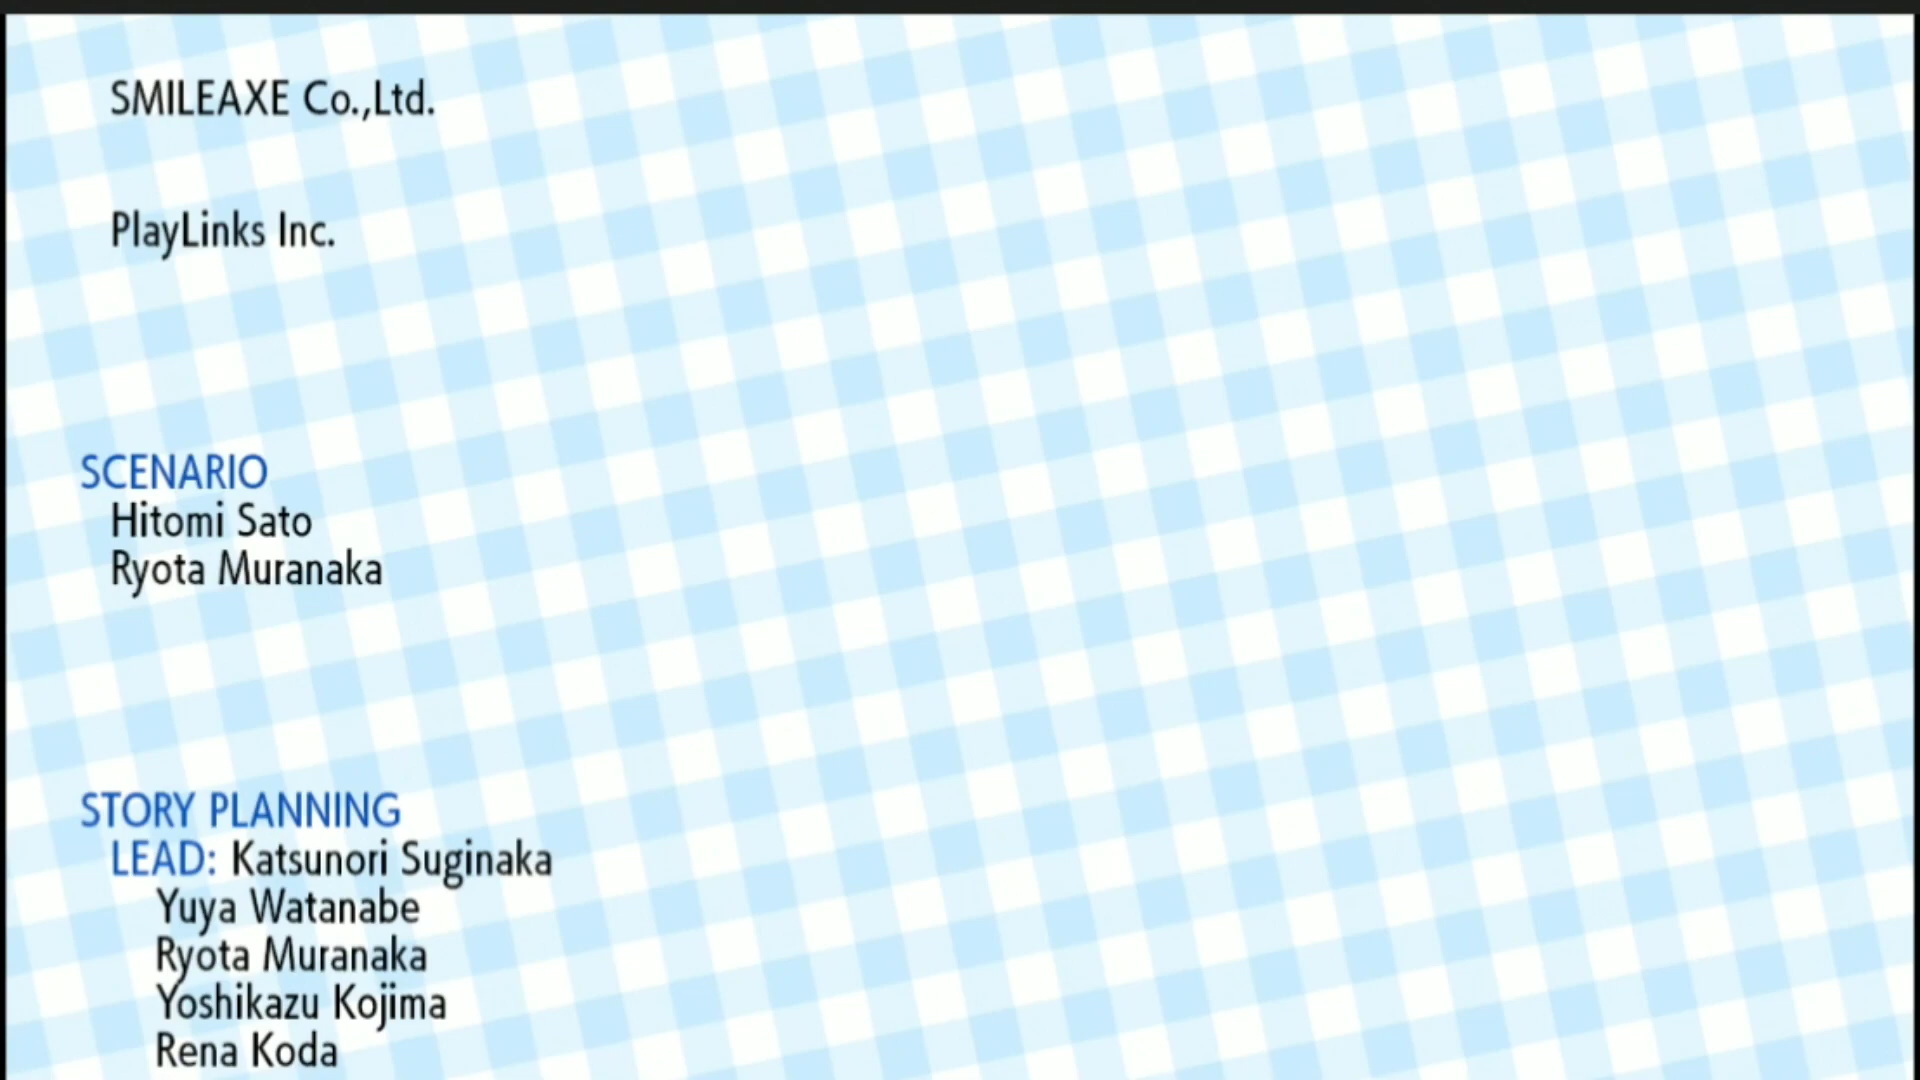 SMILEAXE Co.,Ltd.
PlayLinks Inc.
SCENARIO
Hitomi Sato
Ryota Muranaka
STORY PLANNING
LEAD: Katsunori Suginaka
Yuya Watanabe
Ryota Muranaka
Yoshikazu Kojima
Rena Koda